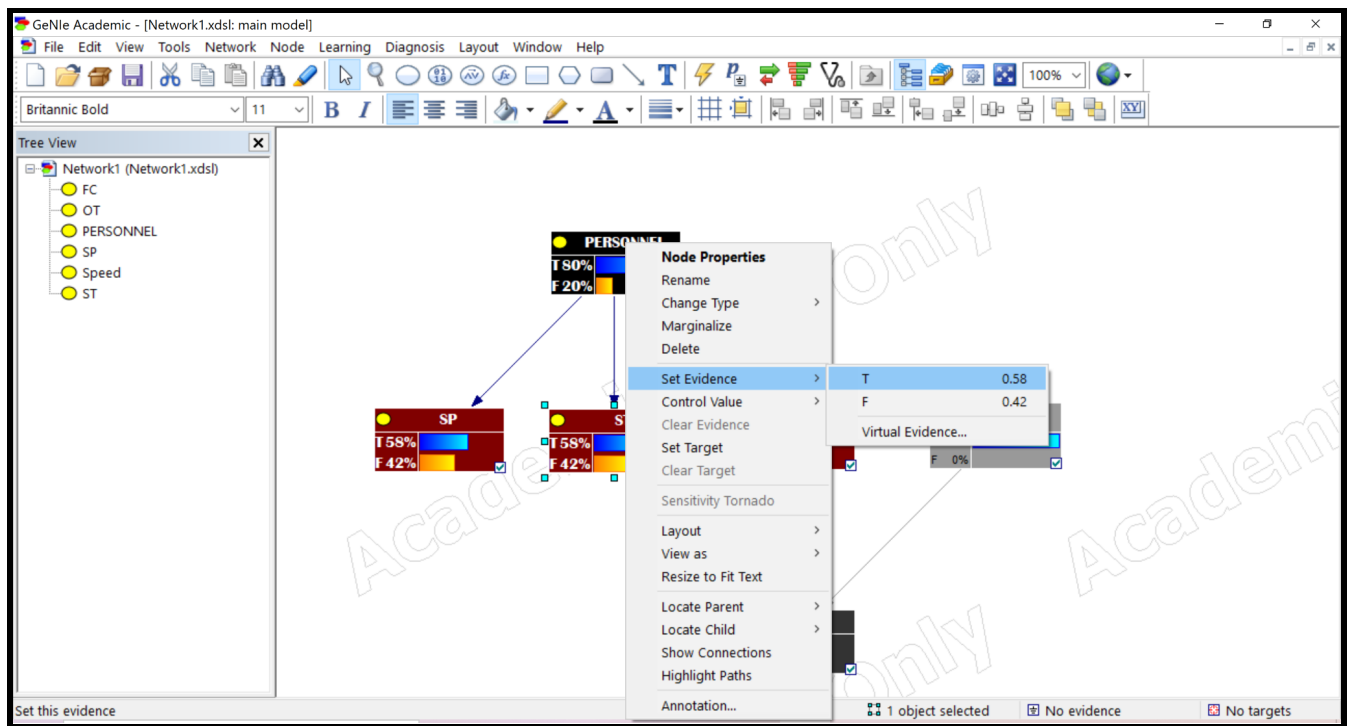 GeNIe Academic - [Network1.xdsl: main model]
File Edit View Tools Network Node Learning Diagnosis Layout Window Help
100%
Britannic Bold 11 B I A
Tree View
Network1 (Network1.xdsl)
FC
OT
PERSONNEL
SP
Speed
ST
PERSONNEL
T 80%
F 20%
SP
T 58%
F 42%
T 58%
F 42%
F 0%
Node Properties
Rename
Change Type
Marginalize
Delete
Set Evidence
Control Value
Clear Evidence
Set Target
Clear Target
Sensitivity Tornado
Layout
View as
Resize to Fit Text
Locate Parent
Locate Child
Show Connections
Highlight Paths
Annotation...
T 0.58
F 0.42
Virtual Evidence...
Academic
only
Academi
only
Set this evidence
1 object selected
No evidence
No targets